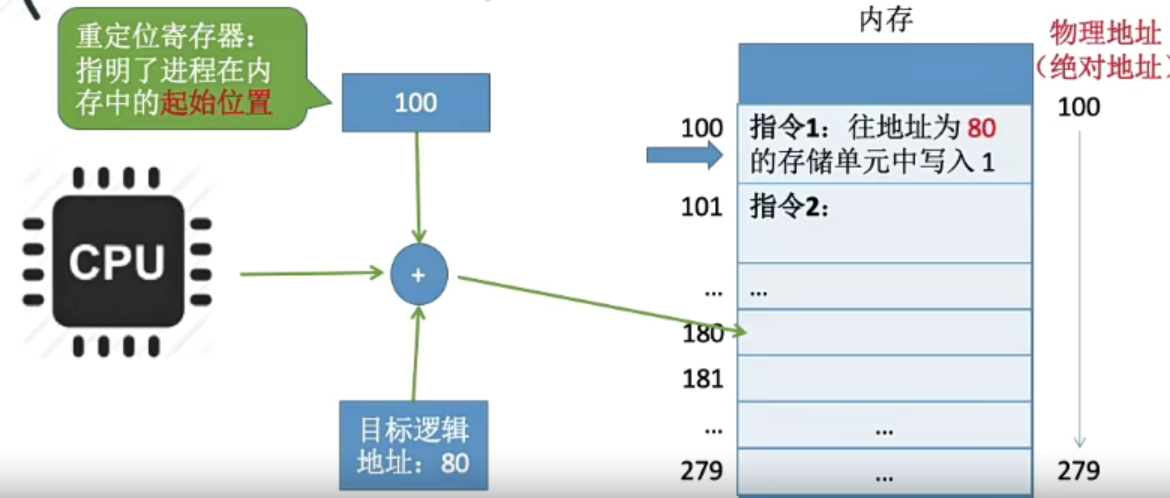 内存
重定位寄存器：
指明了进程在内
存中的起始位置
100
物理地址
（绝对地址）
100
279
CPU
+
目标逻辑
地址：80
100
指令1：往地址为 80
的存储单元中写入 1
101
指令2：
...
...
180
181
...
...
279
...